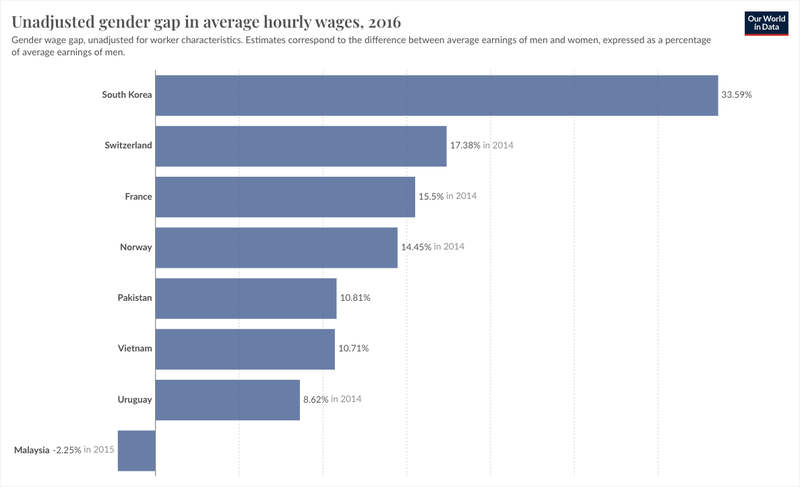 Unadjusted gender gap in average hourly wages, 2016
Our World
in Data
Gender wage gap, unadjusted for worker characteristics. Estimates correspond to the difference between average earnings of men and women, expressed as a percentage
of average earnings of men.
South Korea 33.59%
Switzerland 17.38% in 2014
France 15.5% in 2014
Norway 14.45% in 2014
Pakistan 10.81%
Vietnam 10.71%
Uruguay 8.62% in 2014
Malaysia -2.25% in 2015